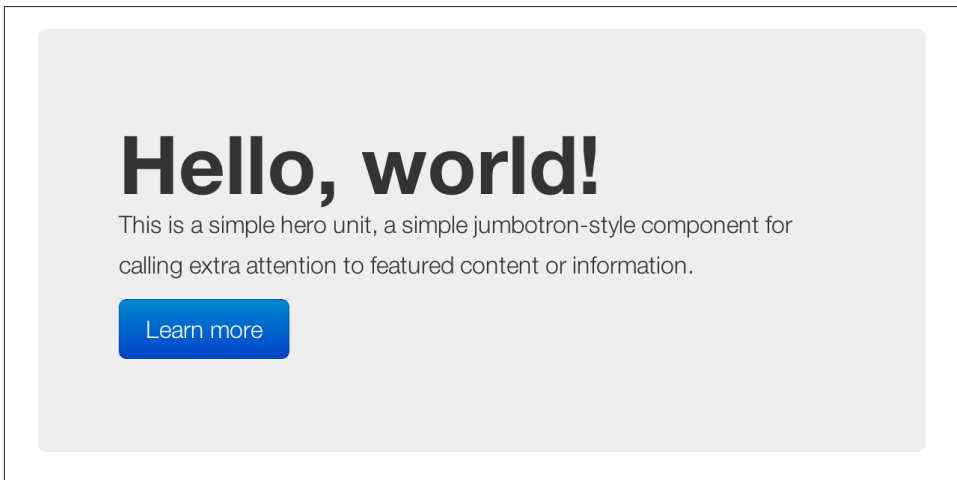 Hello, world!
This is a simple hero unit, a simple jumbotron-style component for
calling extra attention to featured content or information.
Learn more